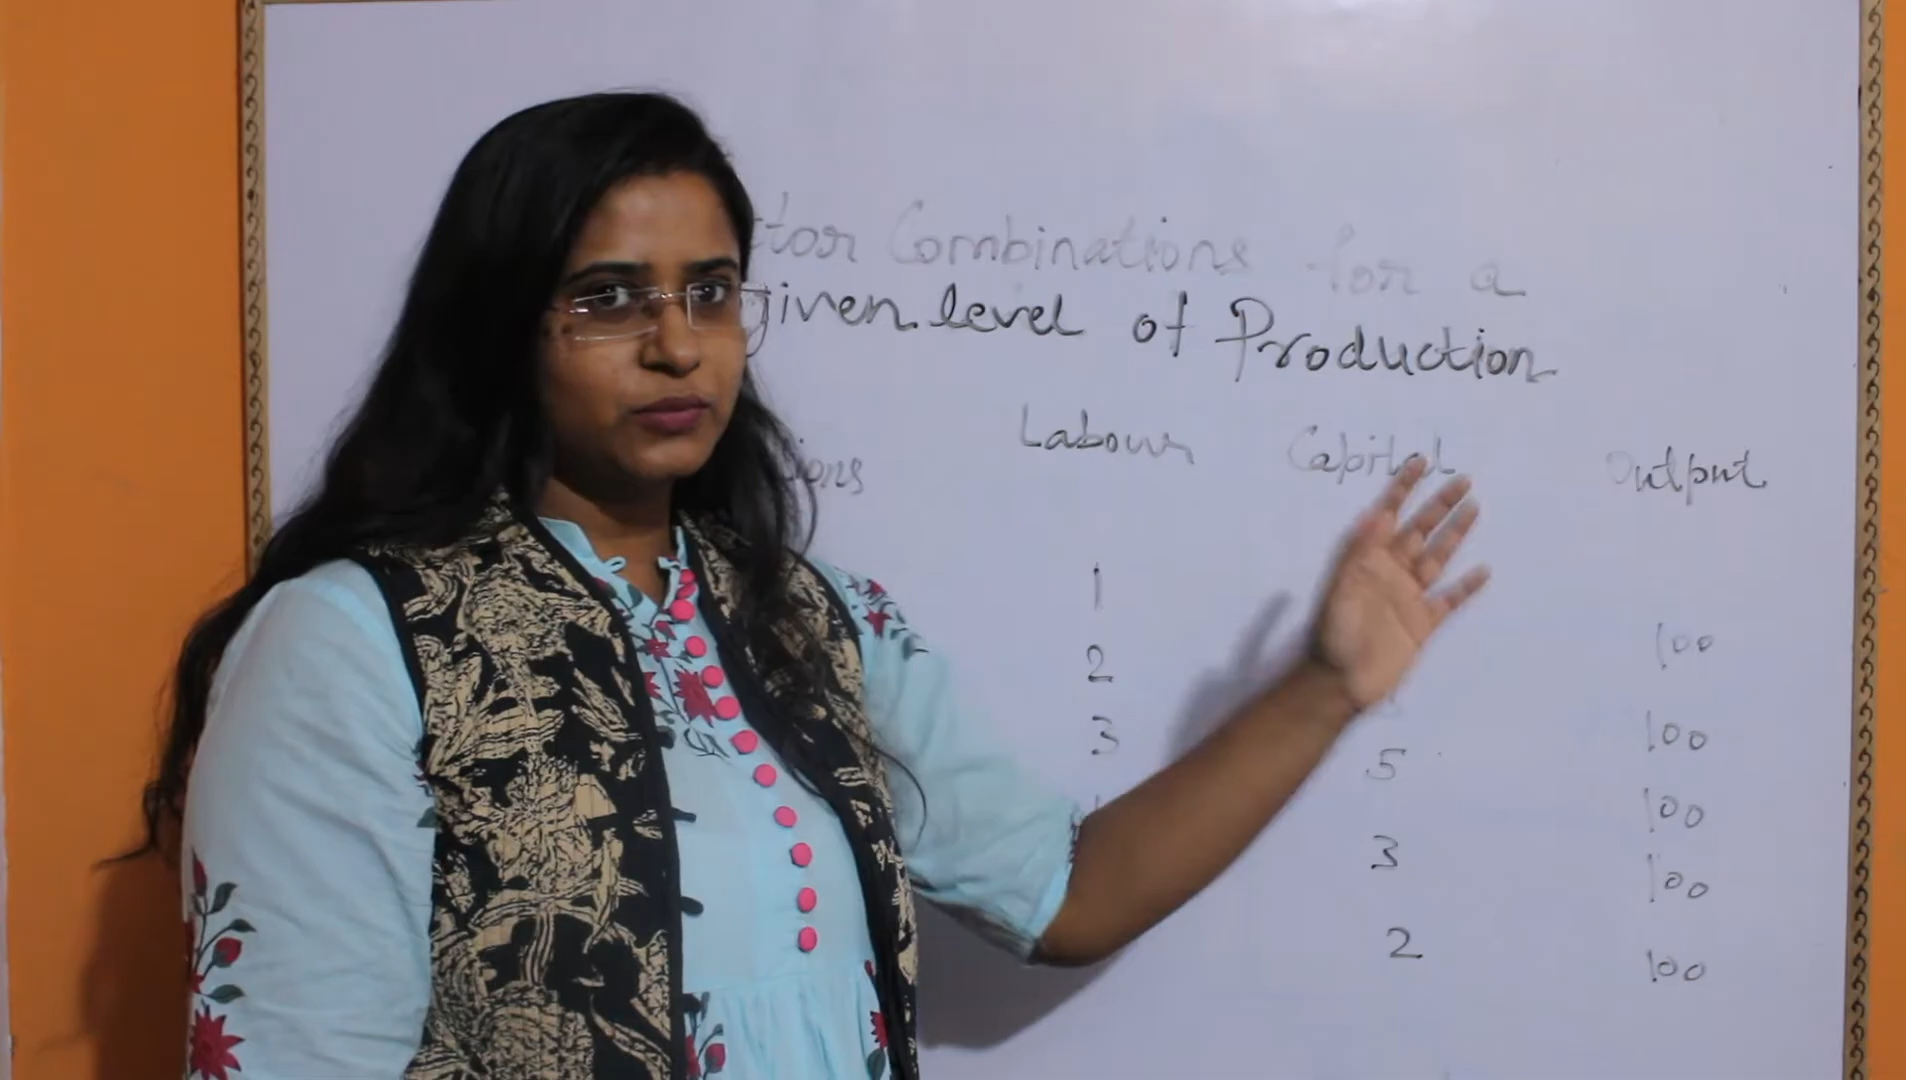 Combinations for a
given level of Production
Labour Capital Output
1
2 100
3 5 100
3 100
2 100
100